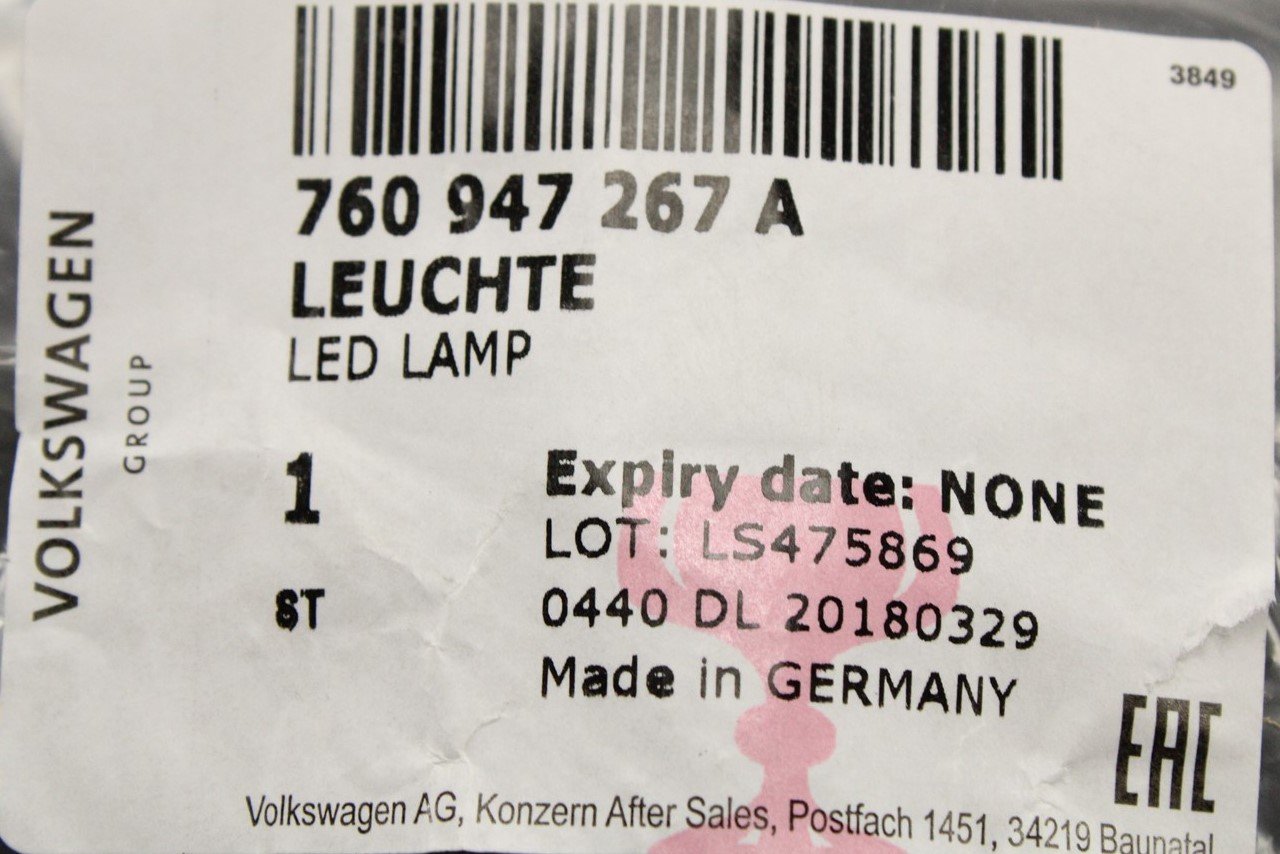 3849
760 947 267 A
LEUCHTE
LED LAMP
VOLKSWAGEN
GROUP
1
Expiry date: NONE
LOT: LS475869
ST
0440 DL 20180329
Made in GERMANY
EAC
Volkswagen AG, Konzern After Sales, Postfach 1451, 34219 Baunatal